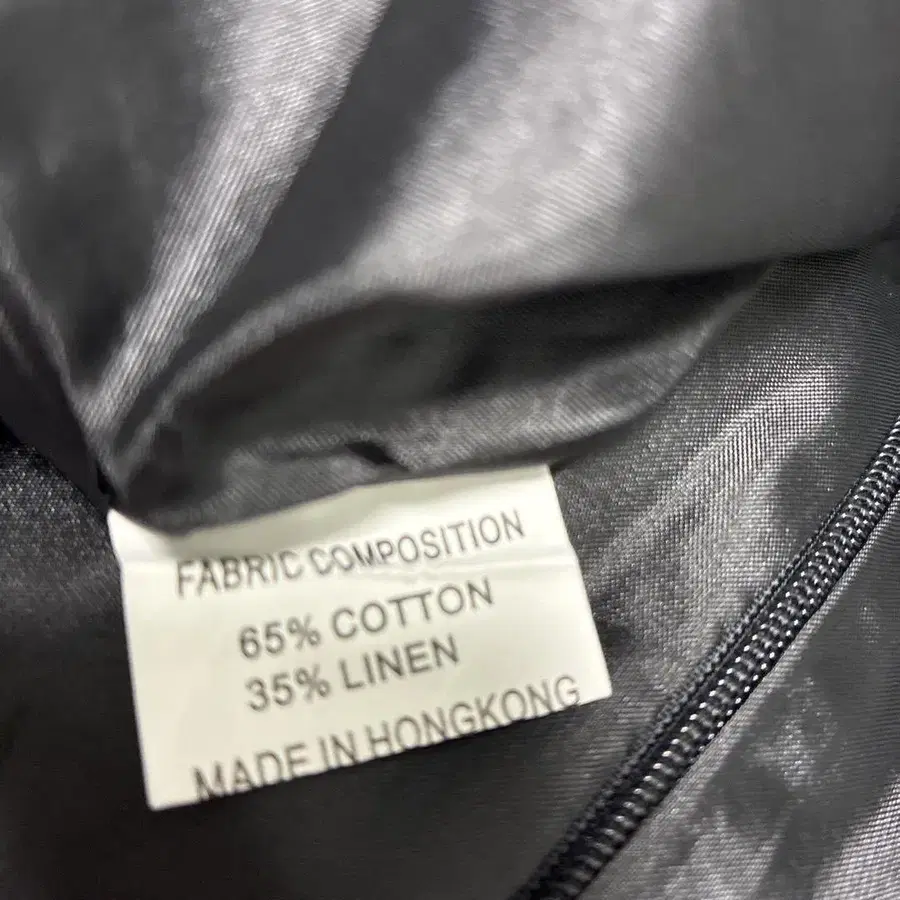 FABRIC COMPOSITION
65% COTTON
35% LINEN
MADE IN HONGKONG